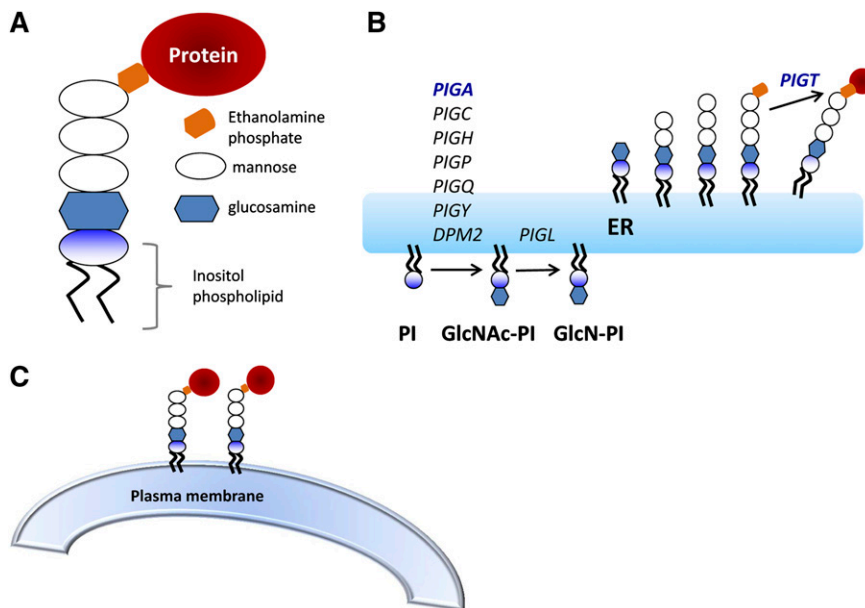 A
Protein
Ethanolamine
phosphate
mannose
glucosamine
Inositol
phospholipid
B
PIGA
PIGC
PIGH
PIGP
PIGQ
PIGY
DPM2
PIGL
PIGT
ER
PI
GlcNAc-PI
GlcN-PI
C
Plasma membrane